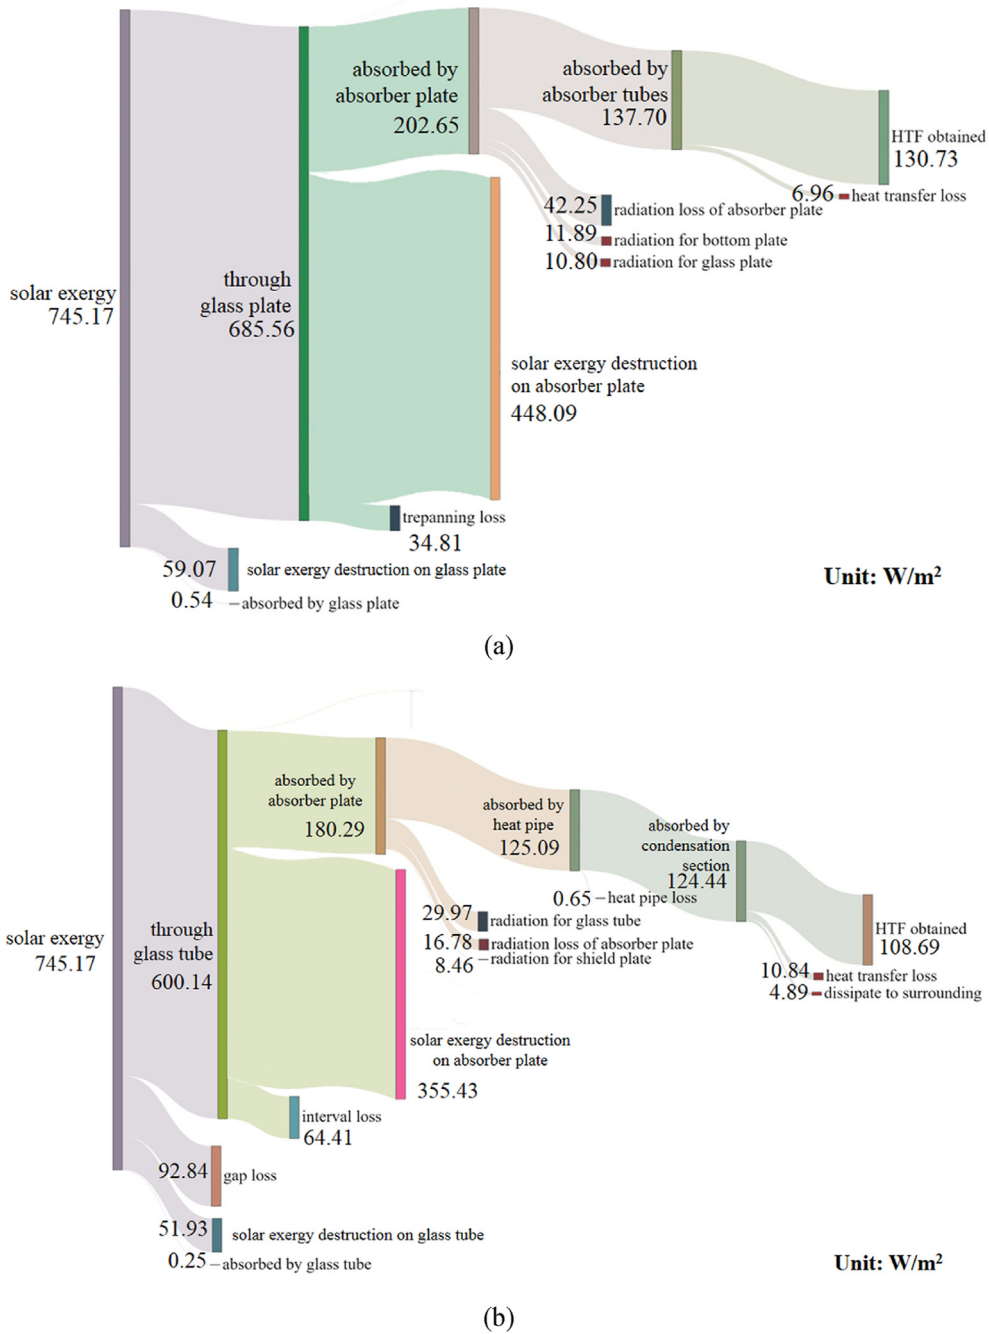 absorbed by
absorber plate
202.65
absorbed by
absorber tubes
137.70
HTF obtained
130.73
6.96
heat transfer loss
42.25
radiation loss of absorber plate
11.89
radiation for bottom plate
10.80
radiation for glass plate
solar exergy
745.17
through
glass plate
685.56
solar exergy destruction
on absorber plate
448.09
trepanning loss
34.81
59.07
solar exergy destruction on glass plate
0.54
absorbed by glass plate
Unit: W/m²
(a)
absorbed by
absorber plate
180.29
absorbed by
heat pipe
125.09
absorbed by
condensation
section
124.44
0.65
heat pipe loss
29.97
radiation for glass tube
16.78
radiation loss of absorber plate
8.46
radiation for shield plate
HTF obtained
108.69
10.84
heat transfer loss
4.89
dissipate to surrounding
solar exergy
745.17
through
glass tube
600.14
solar exergy destruction
on absorber plate
355.43
interval loss
64.41
92.84
gap loss
51.93
solar exergy destruction on glass tube
0.25
absorbed by glass tube
Unit: W/m²
(b)